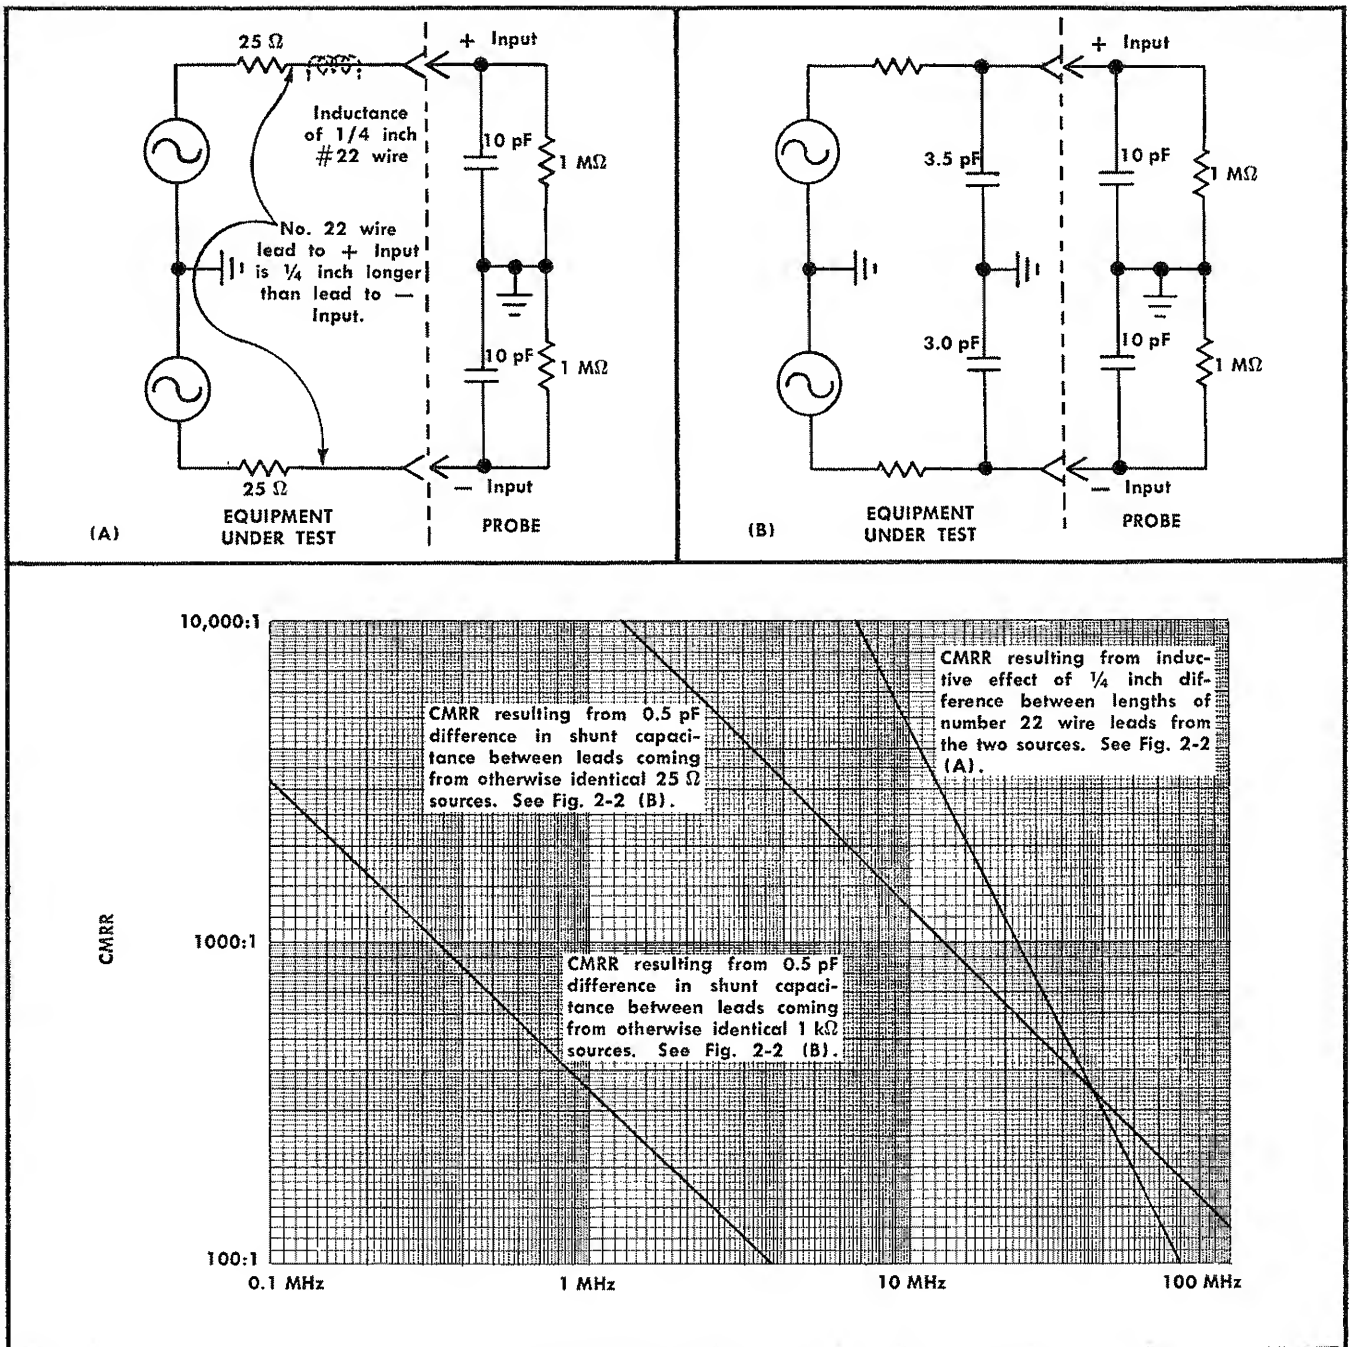 25 Ω
+ Input
Inductance
of 1/4 inch
#22 wire
10 pF
1 MΩ
No. 22 wire
lead to + Input
is ¼ inch longer
than lead to —
Input.
10 pF
1 MΩ
25 Ω
— Input
(A)
EQUIPMENT
UNDER TEST
PROBE
+ Input
3.5 pF
10 pF
1 MΩ
3.0 pF
10 pF
1 MΩ
— Input
(B)
EQUIPMENT
UNDER TEST
PROBE
10,000:1
CMRR resulting from induc-
tive effect of ¼ inch dif-
ference between lengths of
number 22 wire leads from
the two sources. See Fig. 2-2
(A).
CMRR resulting from 0.5 pF
difference in shunt capaci-
tance between leads coming
from otherwise identical 25 Ω
sources. See Fig. 2-2 (B).
CMRR
1000:1
CMRR resulting from 0.5 pF
difference in shunt capaci-
tance between leads coming
from otherwise identical 1 kΩ
sources. See Fig. 2-2 (B).
100:1
0.1 MHz
1 MHz
10 MHz
100 MHz